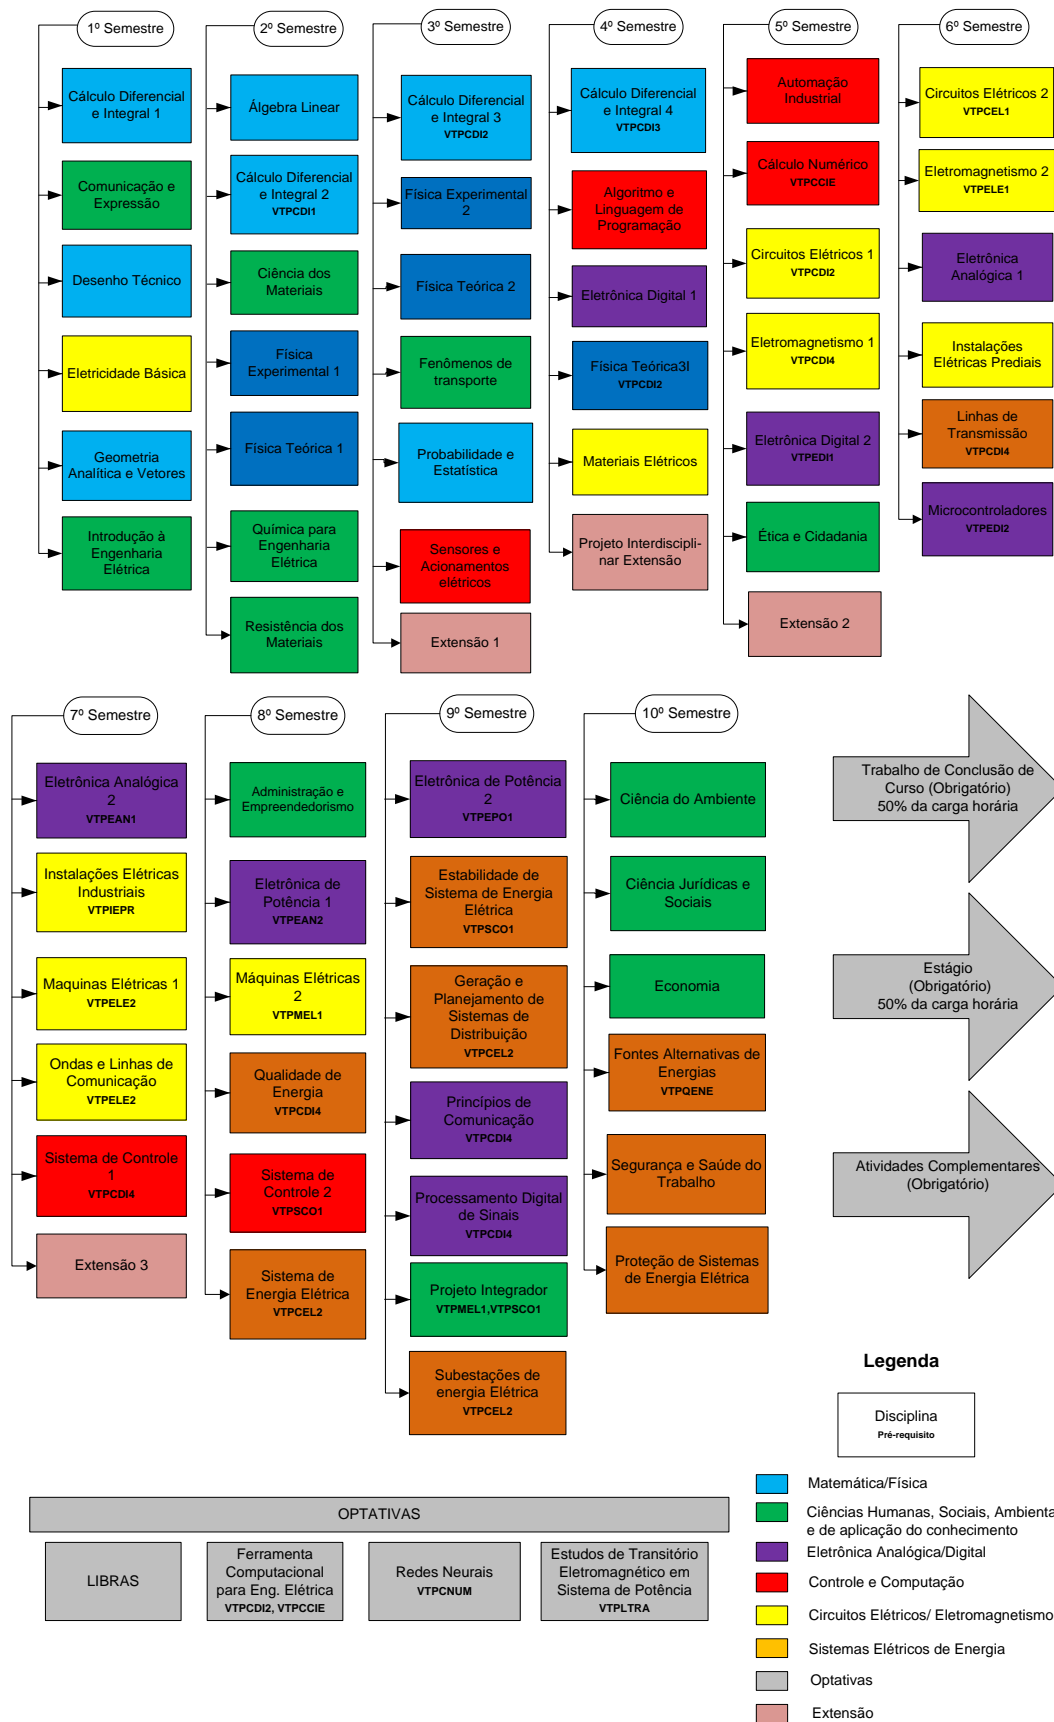 1º Semestre
Cálculo Diferencial
e Integral 1
Comunicação e
Expressão
Desenho Técnico
Eletricidade Básica
Geometria
Analítica e Vetores
Introdução à
Engenharia
Elétrica
2º Semestre
Álgebra Linear
Cálculo Diferencial
e Integral 2
VTPCDI1
Ciência dos
Materiais
Física
Experimental 1
Física Teórica 1
Química para
Engenharia
Elétrica
Resistência dos
Materiais
3º Semestre
Cálculo Diferencial
e Integral 3
VTPCDI2
Física Experimental
2
Física Teórica 2
Fenômenos de
transporte
Probabilidade e
Estatística
Sensores e
Acionamentos
elétricos
Extensão 1
4º Semestre
Cálculo Diferencial
e Integral 4
VTPCDI3
Algoritmo e
Linguagem de
Programação
Eletrônica Digital 1
Física Teórica3I
VTPCDI2
Materiais Elétricos
Projeto Interdiscipli-
nar Extensão
5º Semestre
Automação
Industrial
Cálculo Numérico
VTPCCIE
Circuitos Elétricos 1
VTPCDI2
Eletromagnetismo 1
VTPCDI4
Eletrônica Digital 2
VTPEDI1
Ética e Cidadania
Extensão 2
6º Semestre
Circuitos Elétricos 2
VTPCEL1
Eletromagnetismo 2
VTPELE1
Eletrônica
Analógica 1
Instalações
Elétricas Prediais
Linhas de
Transmissão
VTPCDI4
Microcontroladores
VTPEDI2
7º Semestre
Eletrônica Analógica
2
VTPEAN1
Instalações Elétricas
Industriais
VTPIEPR
Maquinas Elétricas 1
VTPELE2
Ondas e Linhas de
Comunicação
VTPELE2
Sistema de Controle
1
VTPCDI4
Extensão 3
8º Semestre
Administração e
Empreendedorismo
Eletrônica de
Potência 1
VTPEAN2
Máquinas Elétricas
2
VTPMEL1
Qualidade de
Energia
VTPCDI4
Sistema de
Controle 2
VTPSCO1
Sistema de
Energia Elétrica
VTPCEL2
9º Semestre
Eletrônica de Potência
2
VTPEPO1
Estabilidade de
Sistema de Energia
Elétrica
VTPSCO1
Geração e
Planejamento de
Sistemas de
Distribuição
VTPCEL2
Princípios de
Comunicação
VTPCDI4
Processamento Digital
de Sinais
VTPCDI4
Projeto Integrador
VTPMEL1,VTPSCO1
Subestações de
energia Elétrica
VTPCEL2
10º Semestre
Ciência do Ambiente
Ciência Jurídicas e
Sociais
Economia
Fontes Alternativas de
Energias
VTPQENE
Segurança e Saúde do
Trabalho
Proteção de Sistemas
de Energia Elétrica
Trabalho de Conclusão de
Curso (Obrigatório)
50% da carga horária
Estágio
(Obrigatório)
50% da carga horária
Atividades Complementares
(Obrigatório)
Legenda
Disciplina
Pré-requisito
Matemática/Física
Ciências Humanas, Sociais, Ambienta
e de aplicação do conhecimento
Eletrônica Analógica/Digital
Controle e Computação
Circuitos Elétricos/ Eletromagnetismo
Sistemas Elétricos de Energia
Optativas
Extensão
OPTATIVAS
LIBRAS
Ferramenta
Computacional
para Eng. Elétrica
VTPCDI2, VTPCCIE
Redes Neurais
VTPCNUM
Estudos de Transitório
Eletromagnético em
Sistema de Potência
VTPLTRA